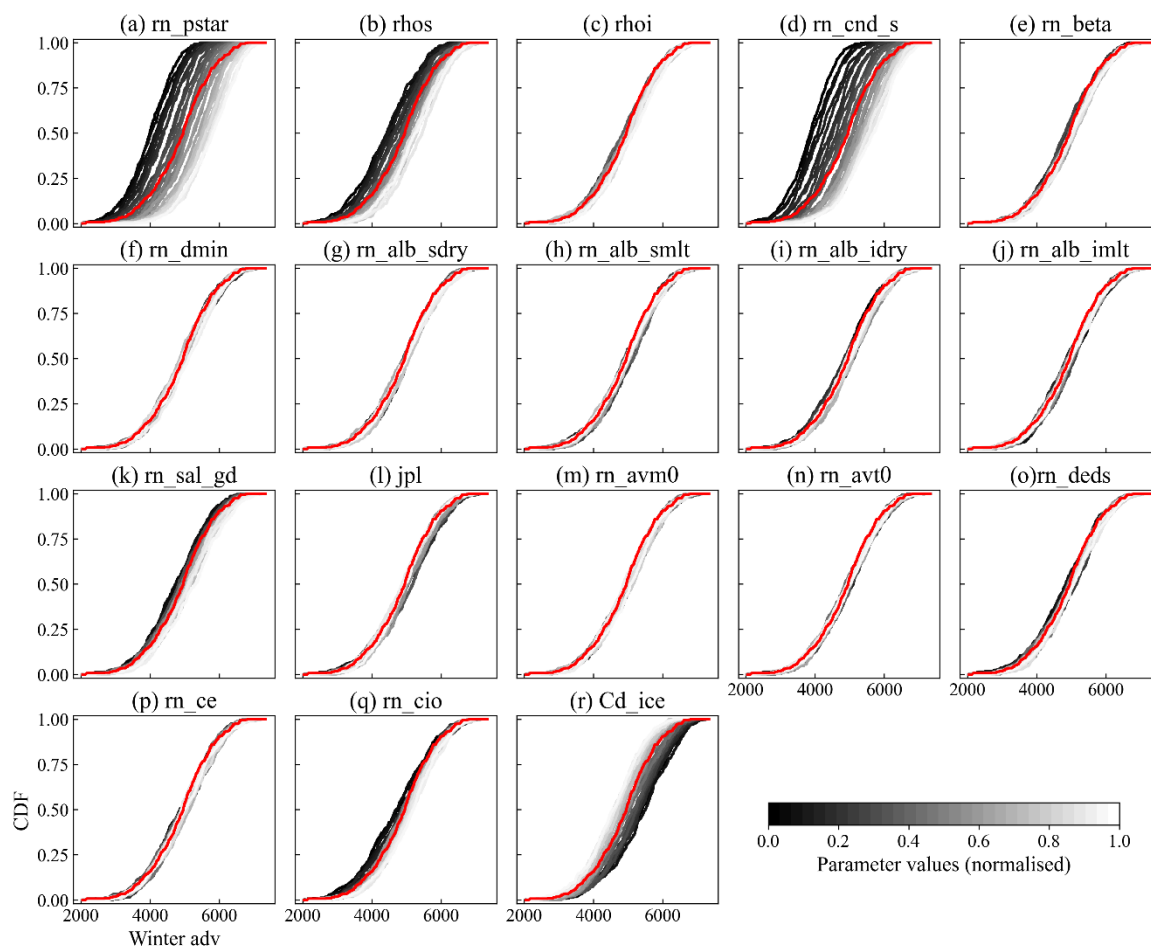 (a) rn_pstar (b) rhos (c) rhoi (d) rn_cnd_s (e) rn_beta
1.00
0.75
0.50
0.25
0.00
(f) rn_dmin (g) rn_alb_sdry (h) rn_alb_smlt (i) rn_alb_idry (j) rn_alb_imlt
1.00
0.75
0.50
0.25
0.00
(k) rn_sal_gd (l) jpl (m) rn_avm0 (n) rn_avt0 (o)rn_deds
1.00
0.75
0.50
0.25
0.00
2000 4000 6000 2000 4000 6000
(p) rn_ce (q) rn_cio (r) Cd_ice
1.00
0.75
0.50
0.25
0.00
CDF
2000 4000 6000 2000 4000 6000 2000 4000 6000
Winter adv
0.0 0.2 0.4 0.6 0.8 1.0
Parameter values (normalised)